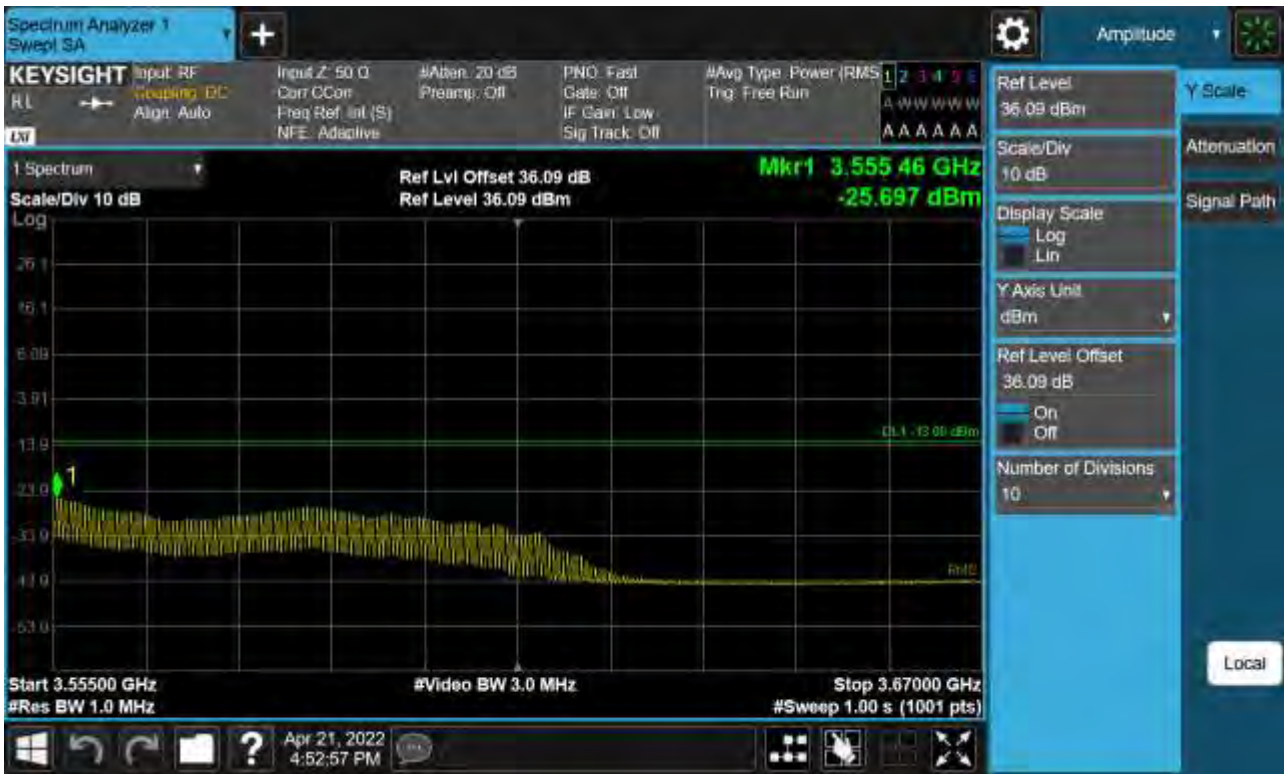 Spectrum Analyzer 1
Swept SA
+
Amplitude
KEYSIGHT
RL
Input: RF
Coupling: DC
Align: Auto
Input Z: 50 Ω
Corr CCorr
Freq Ref: Int (S)
NFE: Adaptive
#Atten: 20 dB
Preamp: Off
PNO: Fast
Gate: Off
IF Gain: Low
Sig Track: Off
#Avg Type: Power (RMS
Trig: Free Run
1 2 3 4 5 6
A W W W W W
A A A A A A
1 Spectrum
Scale/Div 10 dB
Ref Lvl Offset 36.09 dB
Ref Level 36.09 dBm
Mkr1 3.555 46 GHz
-25.697 dBm
Log
26.1
16.1
6.09
-3.91
-13.9
-23.9
-33.9
-43.9
-53.9
DL1 -13.00 dBm
1
RMS
Start 3.55500 GHz
#Res BW 1.0 MHz
#Video BW 3.0 MHz
Stop 3.67000 GHz
#Sweep 1.00 s (1001 pts)
Ref Level
36.09 dBm
Scale/Div
10 dB
Display Scale
Log
Lin
Y Axis Unit
dBm
Ref Level Offset
36.09 dB
On
Off
Number of Divisions
10
Y Scale
Attenuation
Signal Path
Local
?
Apr 21, 2022
4:52:57 PM